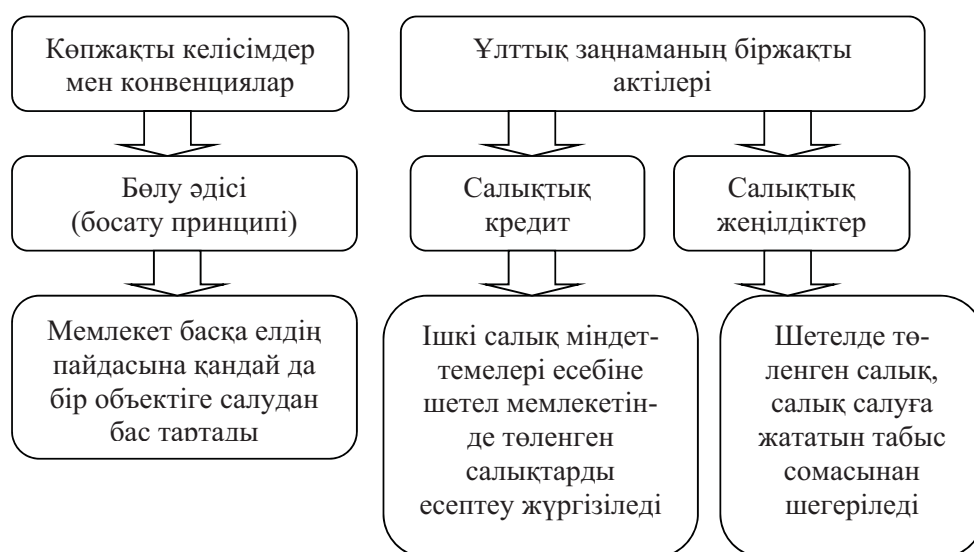 Көпжақты келісімдер
мен конвенциялар
Ұлттық заңнаманың біржақты
актілері
Бөлу әдісі
(босату принципі)
Салықтық
кредит
Салықтық
жеңілдіктер
Мемлекет басқа елдің
пайдасына қандай да
бір объектіге салудан
бас тартады
Ішкі салық міндет-
темелері есебіне
шетел мемлекетін-
де төленген
салықтарды
есептеу жүргізіледі
Шетелде тө-
ленген салық,
салық салуға
жататын табыс
сомасынан
шегеріледі